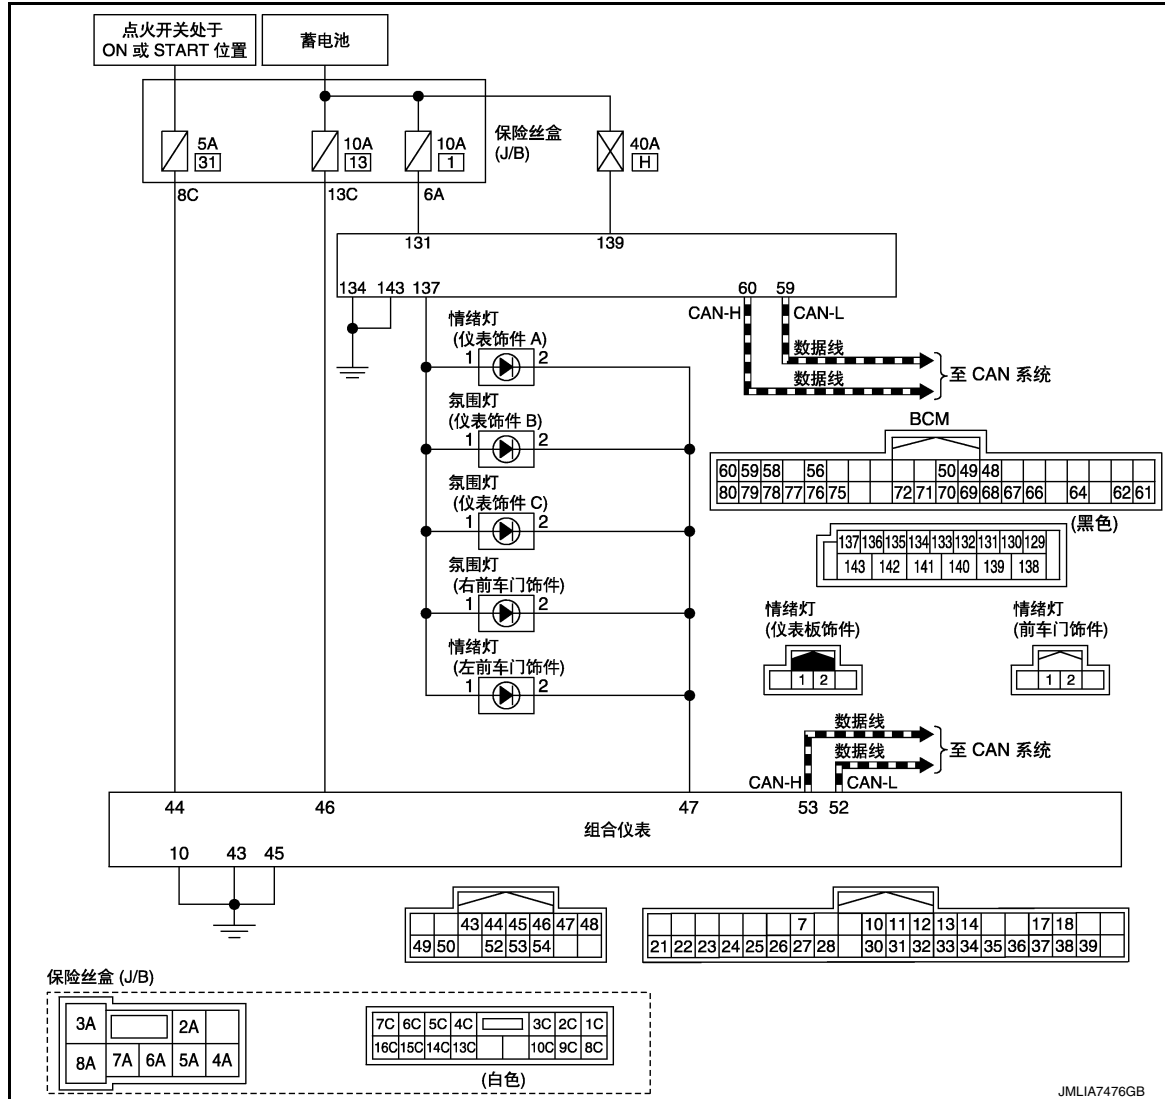 点火开关处于
ON 或 START 位置
蓄电池
5A
31
10A
13
10A
1
保险丝盒
(J/B)
40A
H
8C
13C
6A
131
139
134 143 137
60 59
CAN-H
CAN-L
数据线
数据线
至 CAN 系统
情绪灯
(仪表饰件 A)
1 2
氛围灯
(仪表饰件 B)
1 2
氛围灯
(仪表饰件 C)
1 2
氛围灯
(右前车门饰件)
1 2
情绪灯
(左前车门饰件)
1 2
BCM
60 59 58 56 50 49 48
80 79 78 77 76 75 72 71 70 69 68 67 66 64 62 61
(黑色)
137 136 135 134 133 132 131 130 129
143 142 141 140 139 138
情绪灯
(仪表板饰件)
1 2
情绪灯
(前车门饰件)
1 2
数据线
数据线
至 CAN 系统
CAN-H
CAN-L
44 46 47 53 52
组合仪表
10 43 45
43 44 45 46 47 48
49 50 52 53 54
7 10 11 12 13 14 17 18
21 22 23 24 25 26 27 28 30 31 32 33 34 35 36 37 38 39
保险丝盒 (J/B)
3A 2A
8A 7A 6A 5A 4A
7C 6C 5C 4C 3C 2C 1C
16C 15C 14C 13C 10C 9C 8C
(白色)
JMLIA7476GB